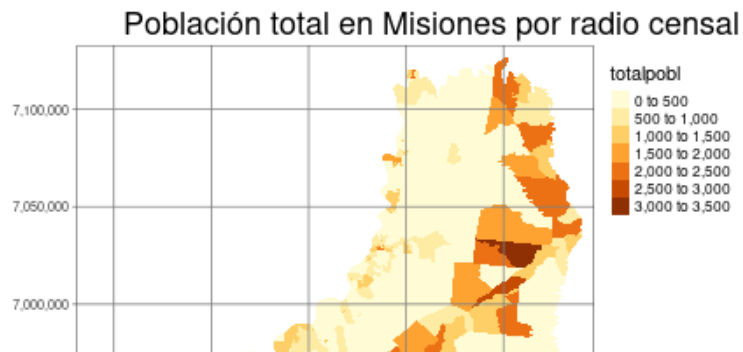 Población total en Misiones por radio censal
totalpobl
0 to 500
500 to 1,000
1,000 to 1,500
1,500 to 2,000
2,000 to 2,500
2,500 to 3,000
3,000 to 3,500
7,100,000
7,050,000
7,000,000